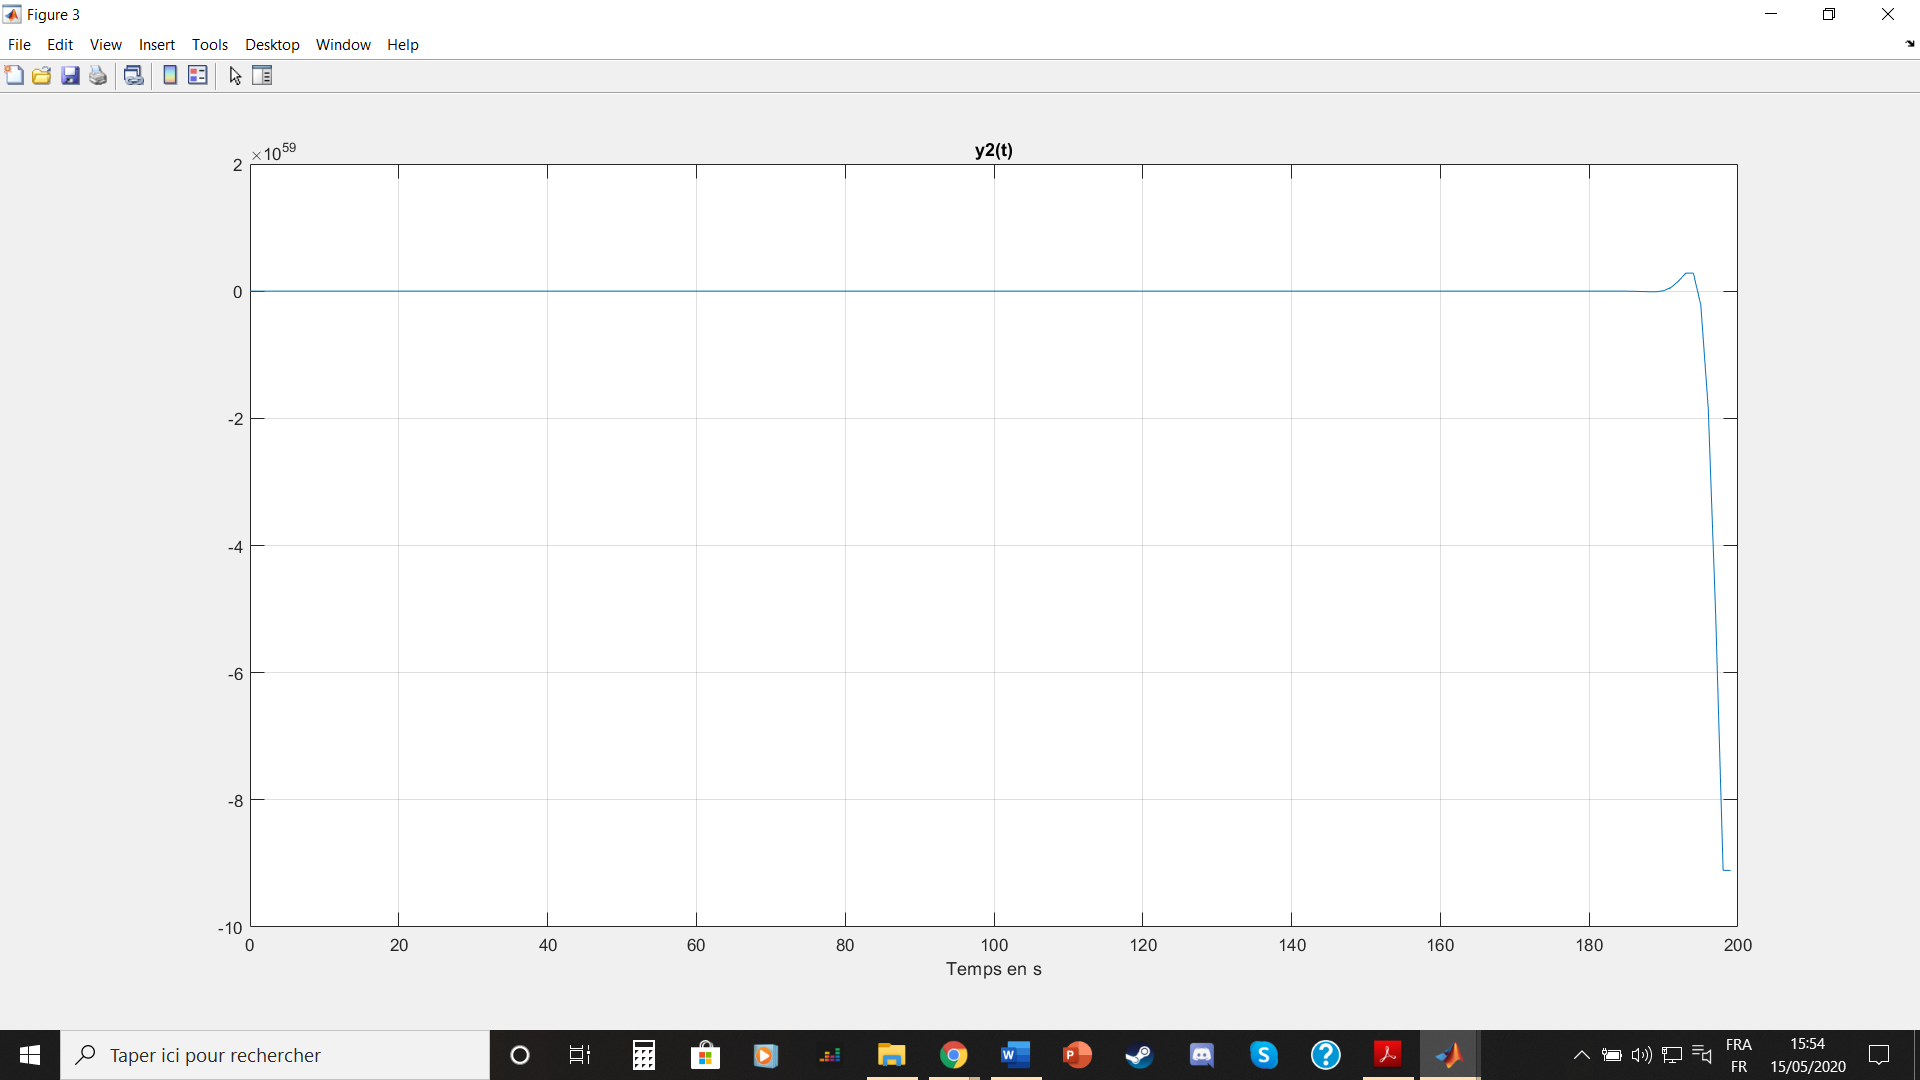 Figure 3
File Edit View Insert Tools Desktop Window Help
y2(t)
×10^59
2
0
-2
-4
-6
-8
-10
0 20 40 60 80 100 120 140 160 180 200
Temps en s
Taper ici pour rechercher
FRA
FR
15:54
15/05/2020